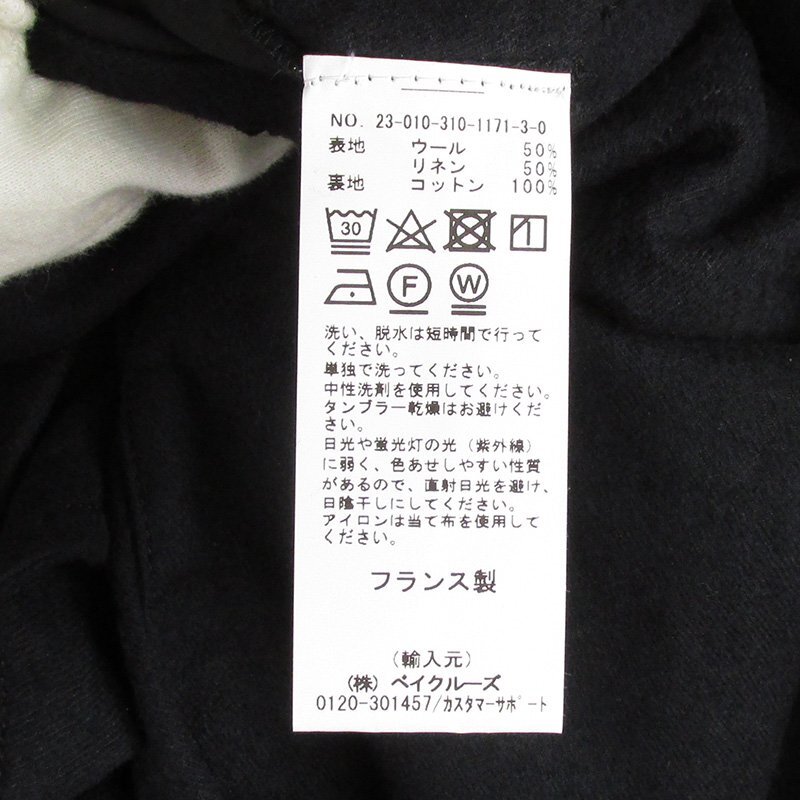 NO. 23-010-310-1171-3-0
表地 ウール 50%
リネン 50%
裏地 コットン 100%
30
F W
洗い、脱水は短時間で行って
ください。
単独で洗ってください。
中性洗剤を使用してください。
タンブラー乾燥はお避けくだ
さい。
日光や蛍光灯の光（紫外線）
に弱く、色あせしやすい性質
があるので、直射日光を避け、
日陰干しにしてください。
アイロンは当て布を使用して
ください。
フランス製
（輸入元）
（株）ベイクルーズ
0120-301457/ｶｽﾀﾏｰｻﾎﾟｰﾄ